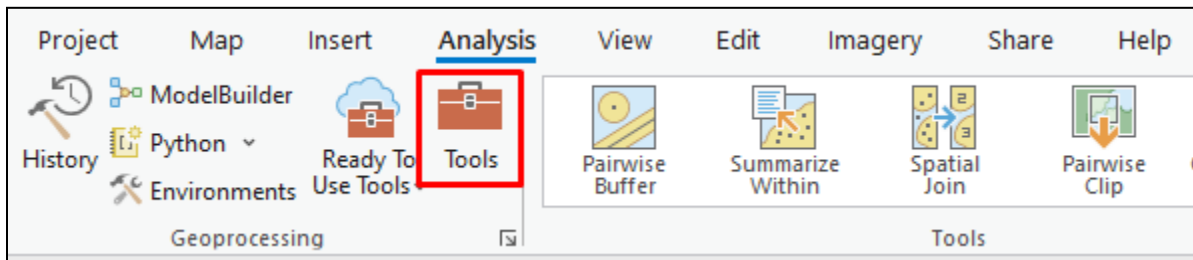 Project Map Insert Analysis View Edit Imagery Share Help
History
ModelBuilder
Python
Environments
Ready To
Use Tools
Tools
Geoprocessing
Pairwise
Buffer
Summarize
Within
Spatial
Join
Pairwise
Clip
Tools